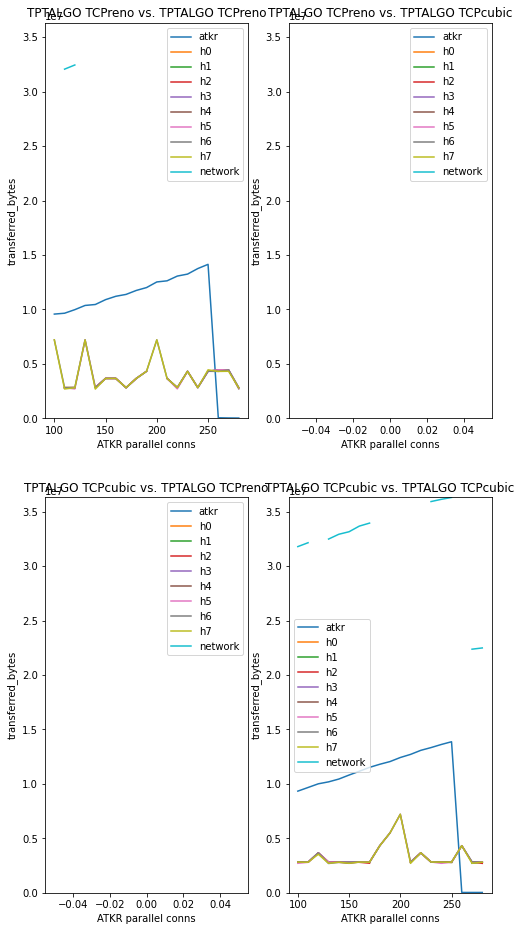 TPTALGO TCPreno vs. TPTALGO TCPreno
1e7
3.5
3.0
2.5
2.0
1.5
1.0
0.5
0.0
transferred_bytes
100
150
200
250
ATKR parallel conns
atkr
h0
h1
h2
h3
h4
h5
h6
h7
network
TPTALGO TCPreno vs. TPTALGO TCPcubic
1e7
3.5
3.0
2.5
2.0
1.5
1.0
0.5
0.0
transferred_bytes
−0.04
−0.02
0.00
0.02
0.04
ATKR parallel conns
atkr
h0
h1
h2
h3
h4
h5
h6
h7
network
TPTALGO TCPcubic vs. TPTALGO TCPreno
1e7
3.5
3.0
2.5
2.0
1.5
1.0
0.5
0.0
transferred_bytes
−0.04
−0.02
0.00
0.02
0.04
ATKR parallel conns
atkr
h0
h1
h2
h3
h4
h5
h6
h7
network
TPTALGO TCPcubic vs. TPTALGO TCPcubic
1e7
3.5
3.0
2.5
2.0
1.5
1.0
0.5
0.0
transferred_bytes
100
150
200
250
ATKR parallel conns
atkr
h0
h1
h2
h3
h4
h5
h6
h7
network